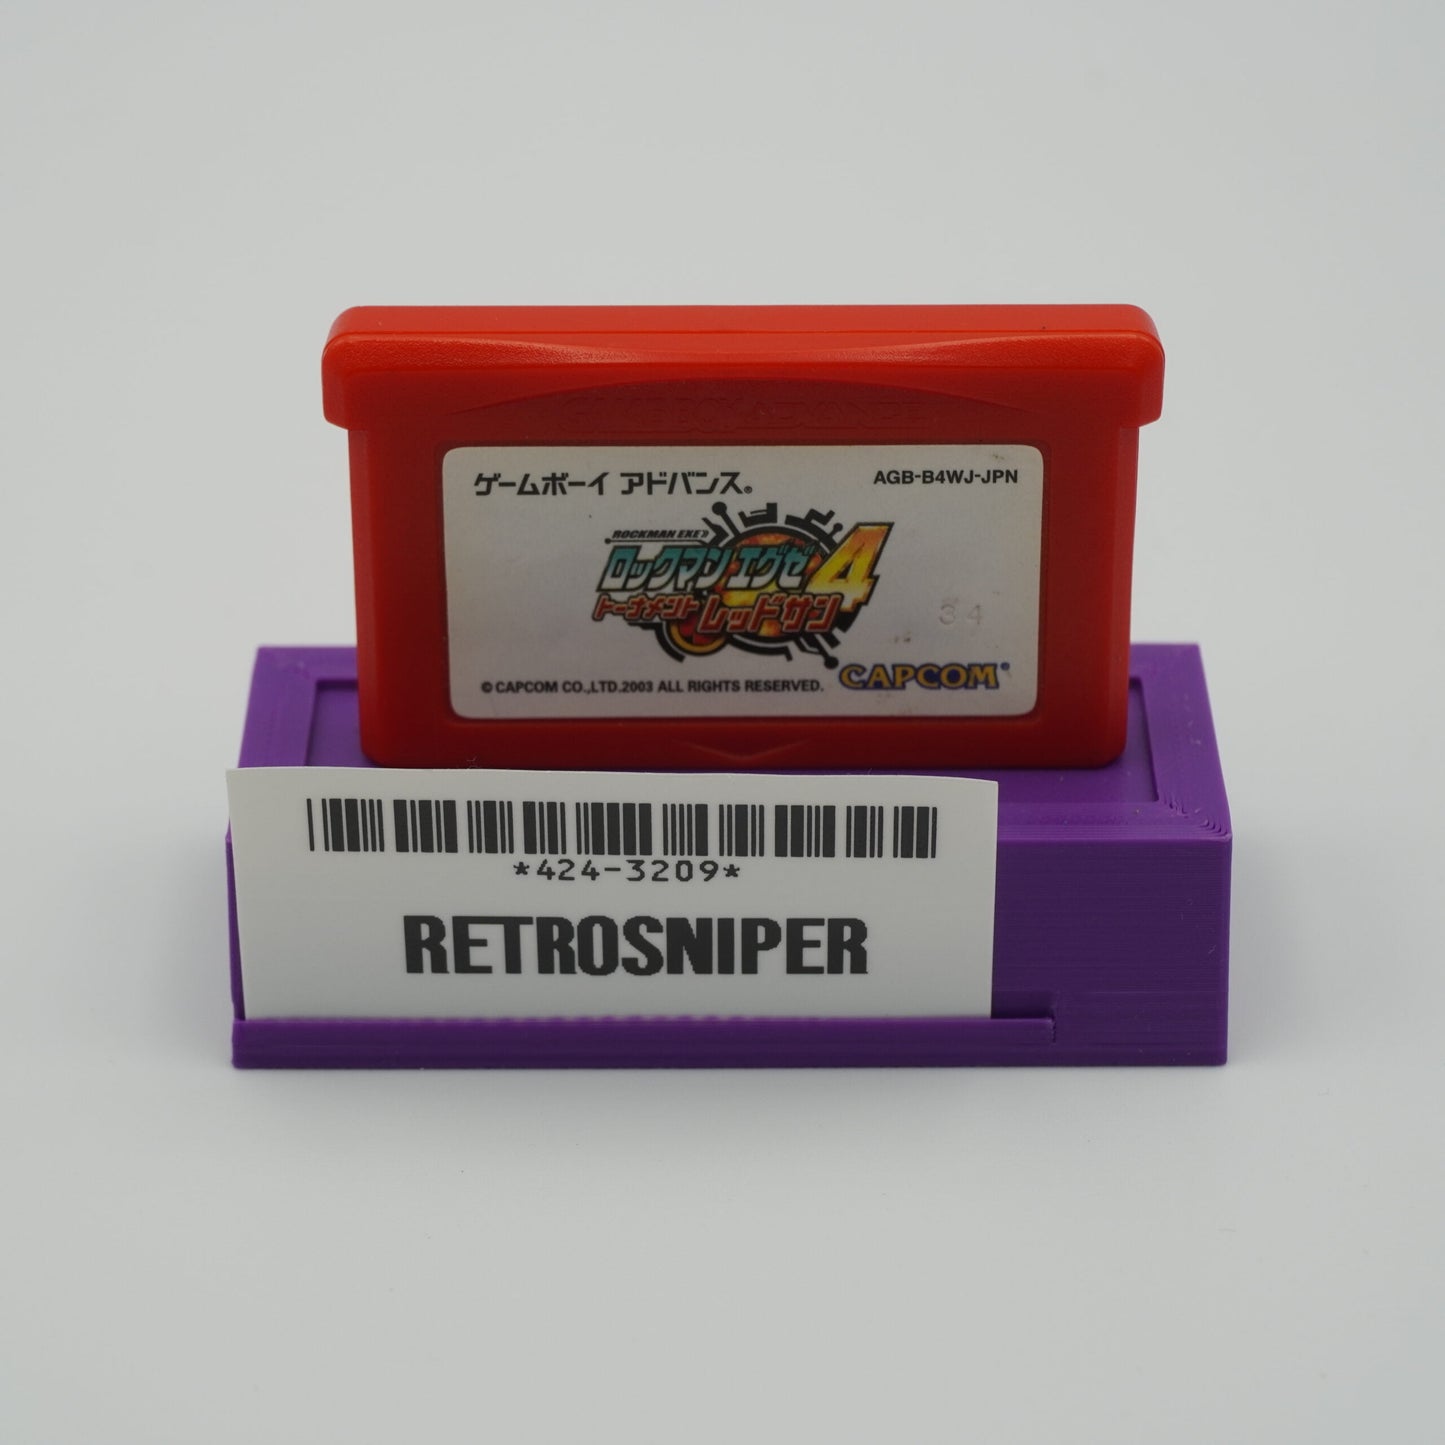 GAME BOY ADVANCE
ゲームボーイ アドバンス®
AGB-B4WJ-JPN
ROCKMAN EXE
ロックマン エグゼ 4
トーナメント レッドサン
34
© CAPCOM CO.,LTD.2003 ALL RIGHTS RESERVED.
CAPCOM®
*424-3209*
RETROSNIPER